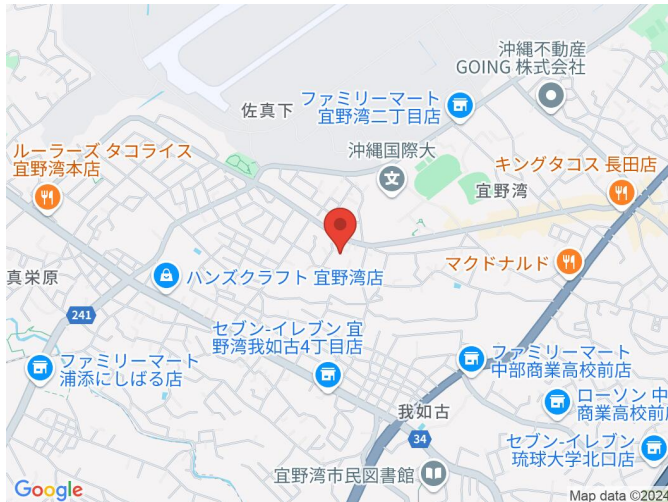 沖縄不動産
GOING 株式会社
佐真下
ファミリーマート
宜野湾二丁目店
ルーラーズ タコライス
宜野湾本店
沖縄国際大
文
キングタコス 長田店
宜野湾
マクドナルド
真栄原
ハンズクラフト 宜野湾店
241
セブン-イレブン 宜
野湾我如古4丁目店
ファミリーマート
浦添にしばる店
ファミリーマート
中部商業高校前店
ローソン 中
商業高校前店
我如古
34
セブン-イレブン
琉球大学北口店
宜野湾市民図書館
Google
Map data ©2024